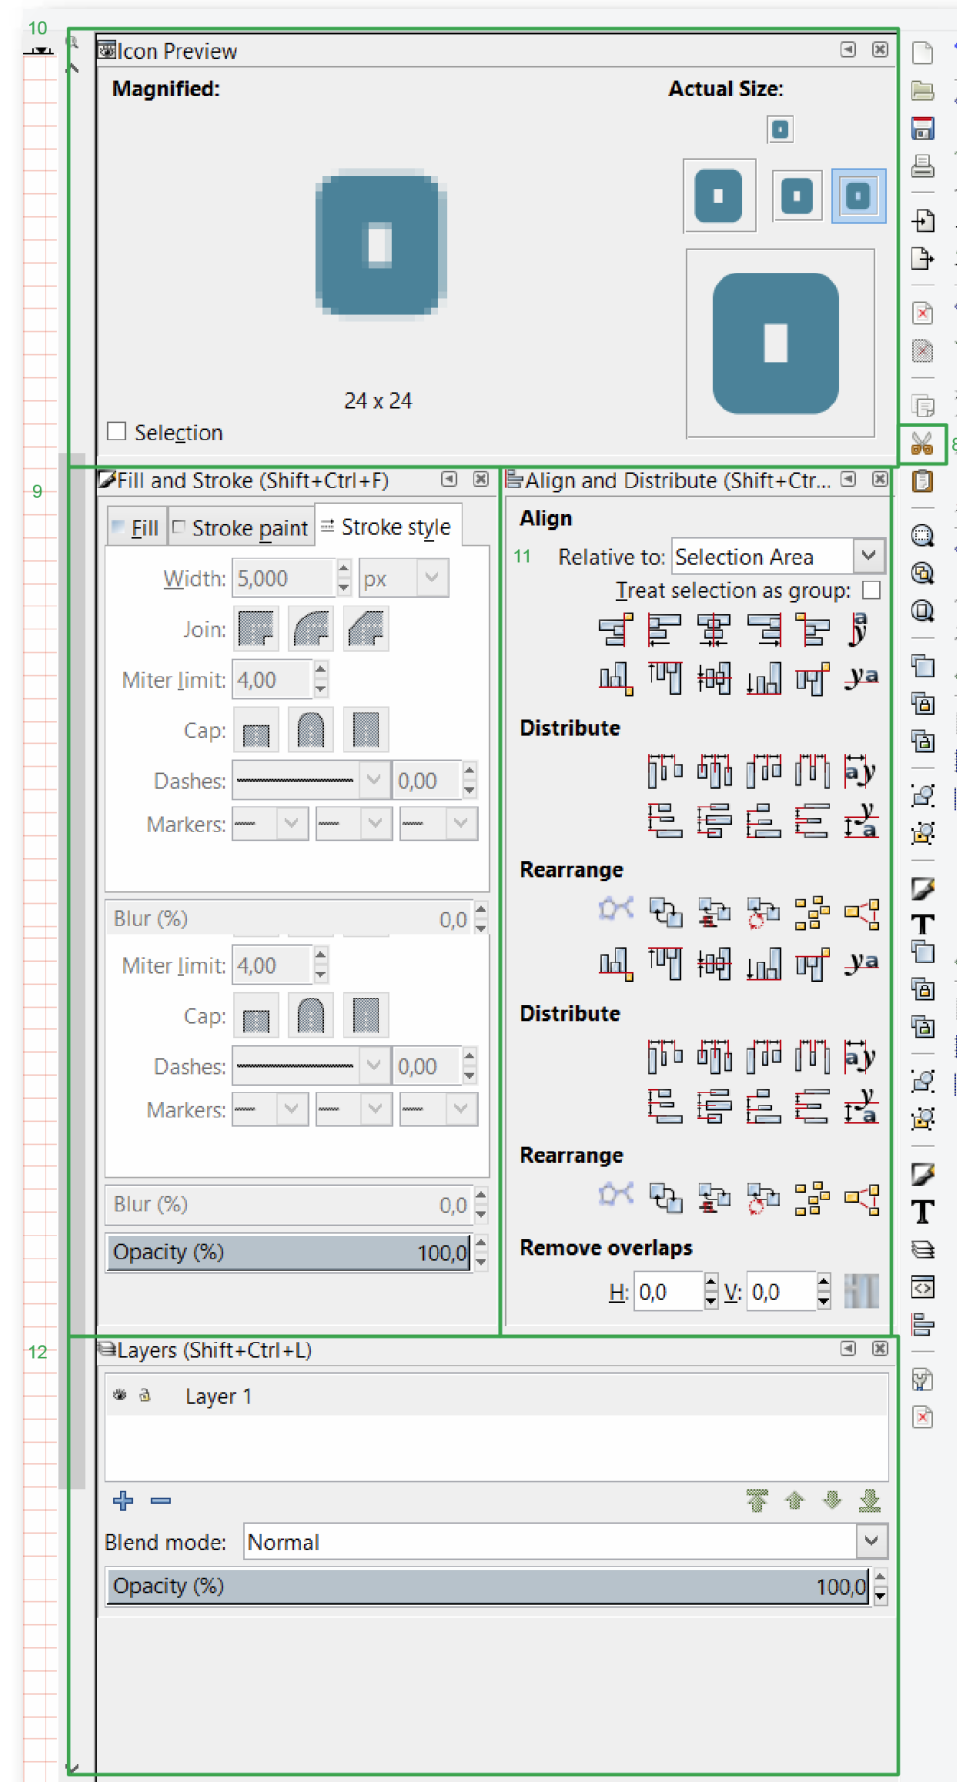 10
Icon Preview
Magnified:
Actual Size:
24 x 24
Selection
8
9
Fill and Stroke (Shift+Ctrl+F)
Align and Distribute (Shift+Ctr...
Fill
Stroke paint
Stroke style
Width: 5,000 px
Join:
Miter limit: 4,00
Cap:
Dashes: 0,00
Markers:
Blur (%) 0,0
Miter limit: 4,00
Cap:
Dashes: 0,00
Markers:
Blur (%) 0,0
Opacity (%) 100,0
Align
11
Relative to: Selection Area
Treat selection as group:
Distribute
Rearrange
Distribute
Rearrange
Remove overlaps
H: 0,0 V: 0,0
12
Layers (Shift+Ctrl+L)
Layer 1
Blend mode: Normal
Opacity (%) 100,0